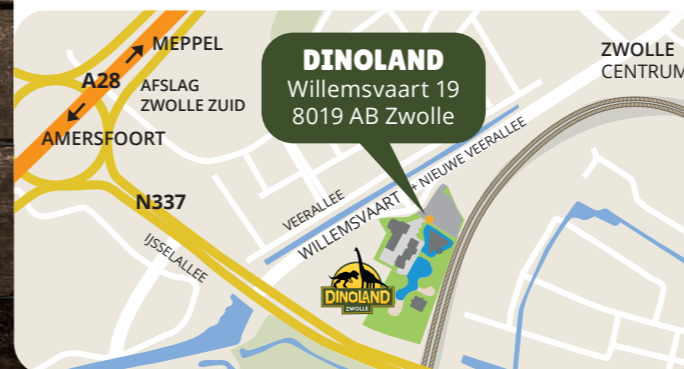 MEPPEL
A28
AFSLAG
ZWOLLE ZUID
AMERSFOORT
N337
IJSSELALLEE
DINOLAND
Willemsvaart 19
8019 AB Zwolle
ZWOLLE
CENTRUM
VEERALLEE
WILLEMSVAART + NIEUWE VEERALLEE
DINOLAND
ZWOLLE